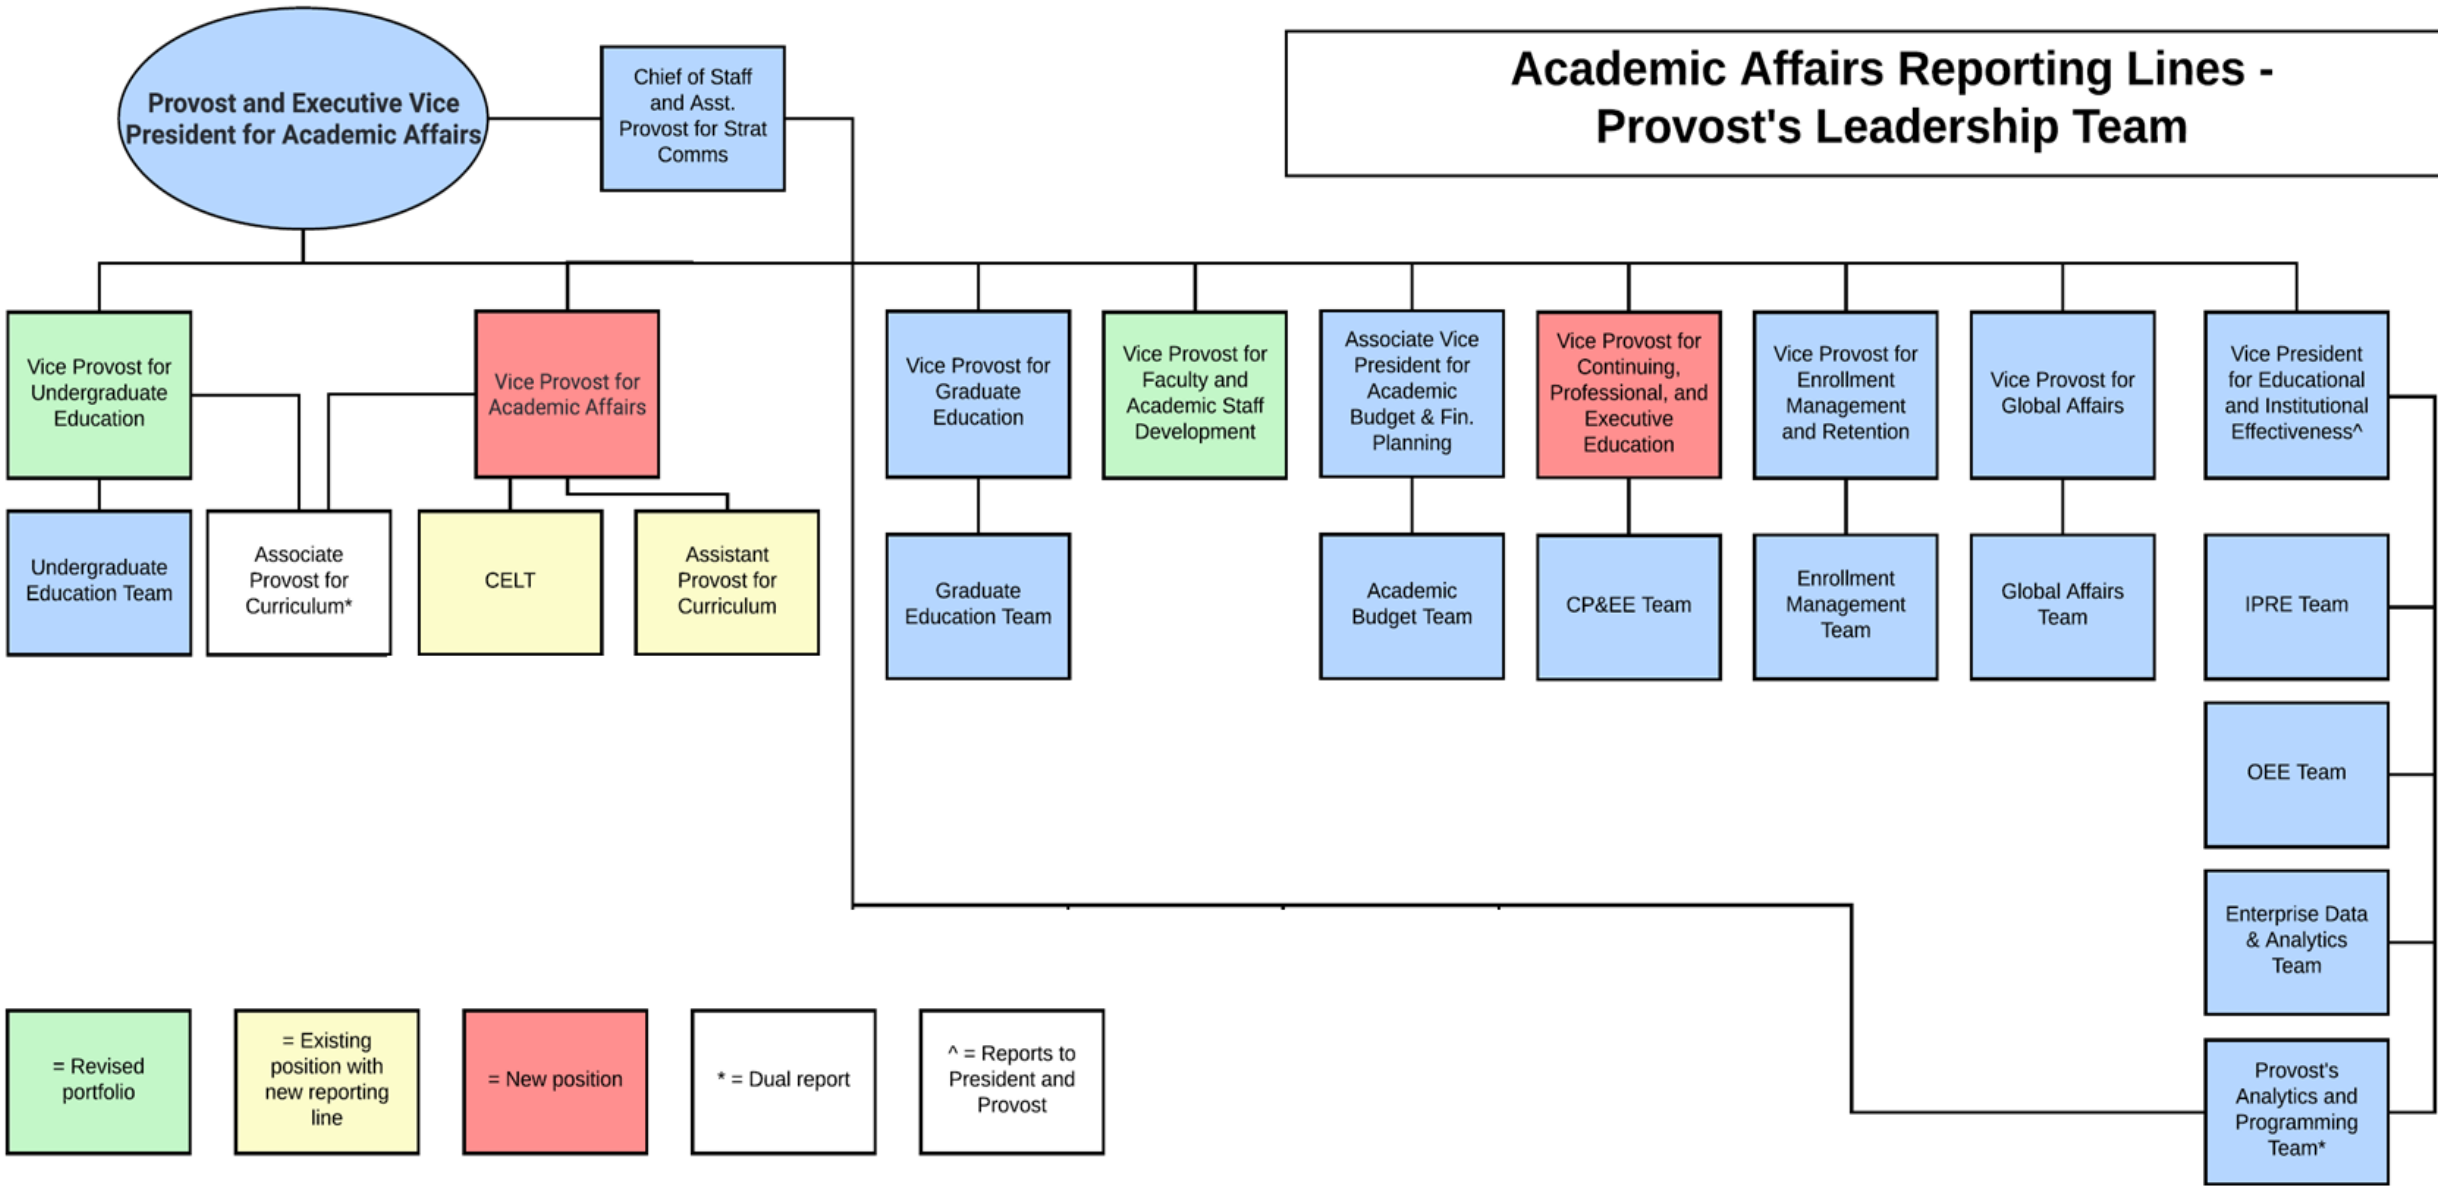 Provost and Executive Vice
President for Academic Affairs
Chief of Staff
and Asst.
Provost for Strat
Comms
Academic Affairs Reporting Lines -
Provost's Leadership Team
Vice Provost for
Undergraduate
Education
Vice Provost for
Academic Affairs
Vice Provost for
Graduate
Education
Vice Provost for
Faculty and
Academic Staff
Development
Associate Vice
President for
Academic
Budget & Fin.
Planning
Vice Provost for
Continuing,
Professional, and
Executive
Education
Vice Provost for
Enrollment
Management
and Retention
Vice Provost for
Global Affairs
Vice President
for Educational
and Institutional
Effectiveness^
Undergraduate
Education Team
Associate
Provost for
Curriculum*
CELT
Assistant
Provost for
Curriculum
Graduate
Education Team
Academic
Budget Team
CP&EE Team
Enrollment
Management
Team
Global Affairs
Team
IPRE Team
OEE Team
Enterprise Data
& Analytics
Team
Provost's
Analytics and
Programming
Team*
= Revised
portfolio
= Existing
position with
new reporting
line
= New position
* = Dual report
^ = Reports to
President and
Provost